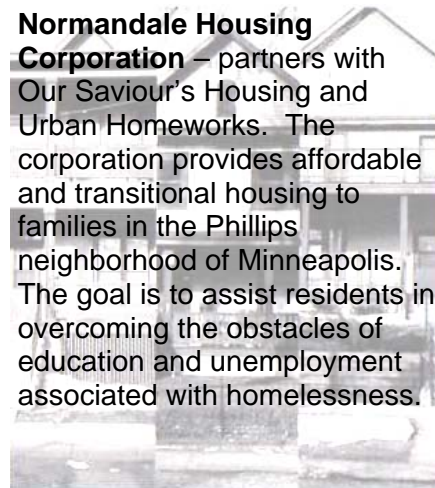 Normandale Housing
Corporation – partners with
Our Saviour's Housing and
Urban Homeworks.  The
corporation provides affordable
and transitional housing to
families in the Phillips
neighborhood of Minneapolis.
The goal is to assist residents in
overcoming the obstacles of
education and unemployment
associated with homelessness.